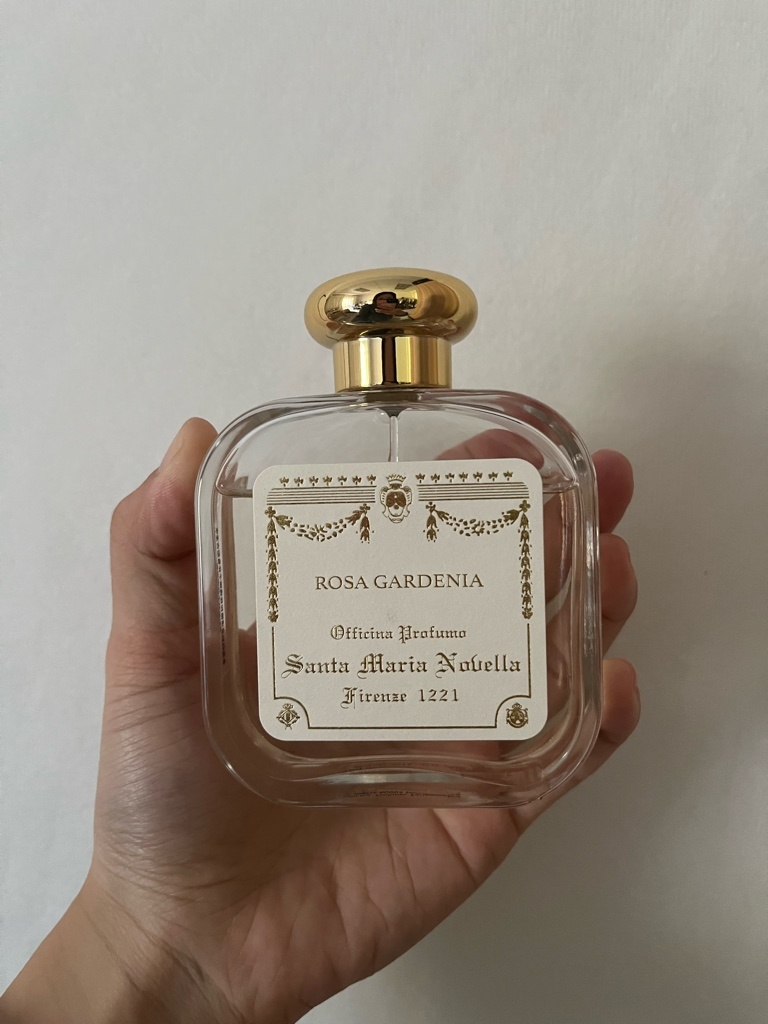 ROSA GARDENIA
Officina Profumo
Santa Maria Novella
Firenze 1221